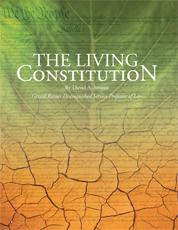 We the People
THE LIVING
CONSTITUTION
By David A. Strauss
Gerald Ratner Distinguished Service Professor of Law